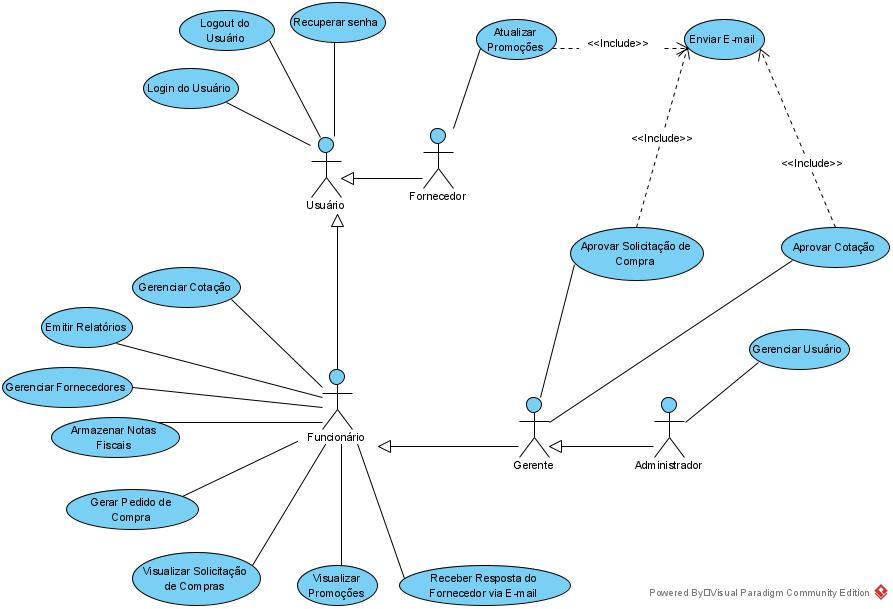 Logout do
Usuário
Recuperar senha
Atualizar
Promoções
<<Include>>
Enviar E-mail
Login do Usuário
<<Include>>
<<Include>>
Usuário
Fornecedor
Aprovar Solicitação de
Compra
Aprovar Cotação
Gerenciar Cotação
Emitir Relatórios
Gerenciar Usuário
Gerenciar Fornecedores
Armazenar Notas
Fiscais
Funcionário
Gerente
Administrador
Gerar Pedido de
Compra
Visualizar Solicitação
de Compras
Visualizar
Promoções
Receber Resposta do
Fornecedor via E-mail
Powered By Visual Paradigm Community Edition